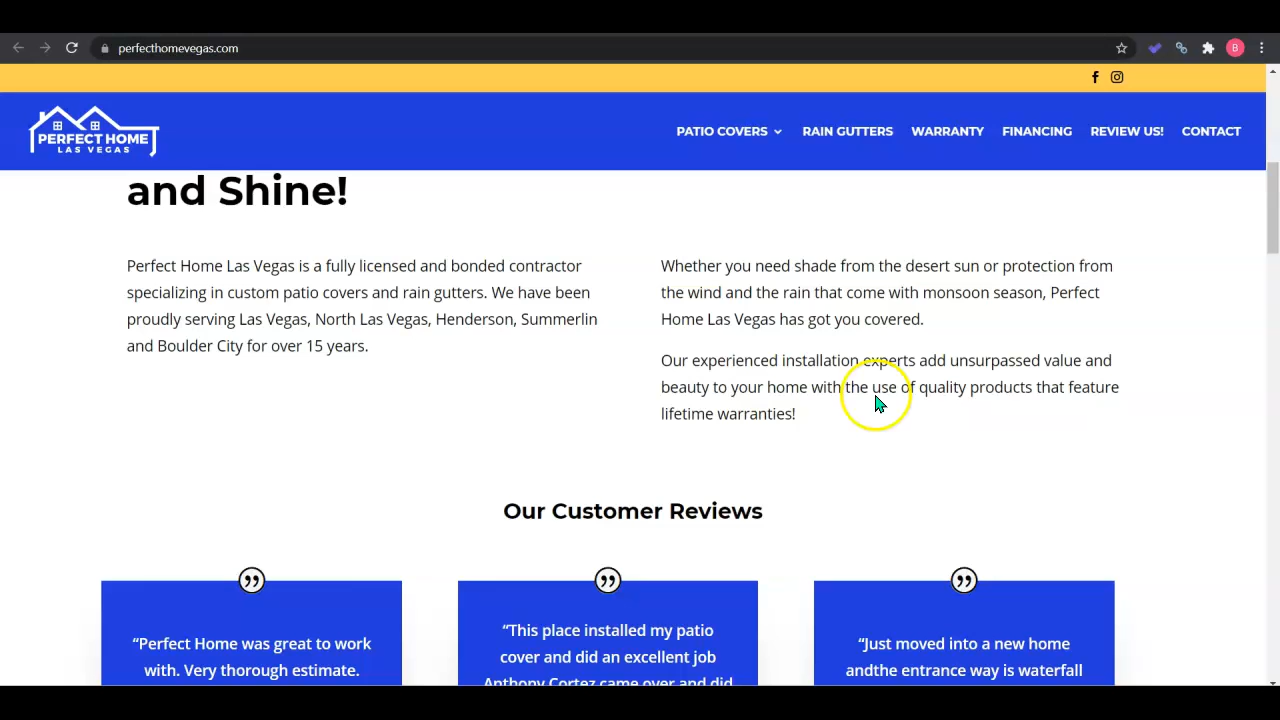 perfecthomevegas.com
B
PERFECT HOME
LAS VEGAS
PATIO COVERS
RAIN GUTTERS
WARRANTY
FINANCING
REVIEW US!
CONTACT
and Shine!
Perfect Home Las Vegas is a fully licensed and bonded contractor
specializing in custom patio covers and rain gutters. We have been
proudly serving Las Vegas, North Las Vegas, Henderson, Summerlin
and Boulder City for over 15 years.
Whether you need shade from the desert sun or protection from
the wind and the rain that come with monsoon season, Perfect
Home Las Vegas has got you covered.
Our experienced installation experts add unsurpassed value and
beauty to your home with the use of quality products that feature
lifetime warranties!
Our Customer Reviews
“Perfect Home was great to work
with. Very thorough estimate.
“This place installed my patio
cover and did an excellent job
Anthony Cortez came over and did
“Just moved into a new home
andthe entrance way is waterfall